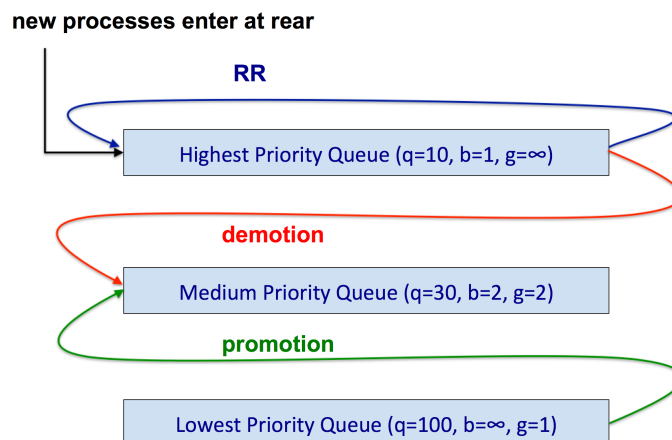 new processes enter at rear
RR
Highest Priority Queue (q=10, b=1, g=∞)
demotion
Medium Priority Queue (q=30, b=2, g=2)
promotion
Lowest Priority Queue (q=100, b=∞, g=1)